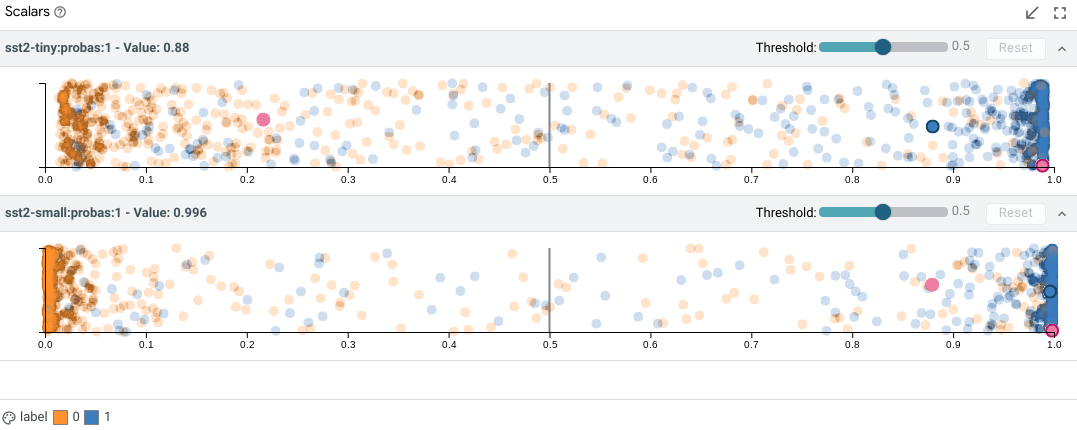 Scalars ?
sst2-tiny:probas:1 - Value: 0.88 Threshold: 0.5 Reset
0.0 0.1 0.2 0.3 0.4 0.5 0.6 0.7 0.8 0.9 1.0
sst2-small:probas:1 - Value: 0.996 Threshold: 0.5 Reset
0.0 0.1 0.2 0.3 0.4 0.5 0.6 0.7 0.8 0.9 1.0
label 0 1